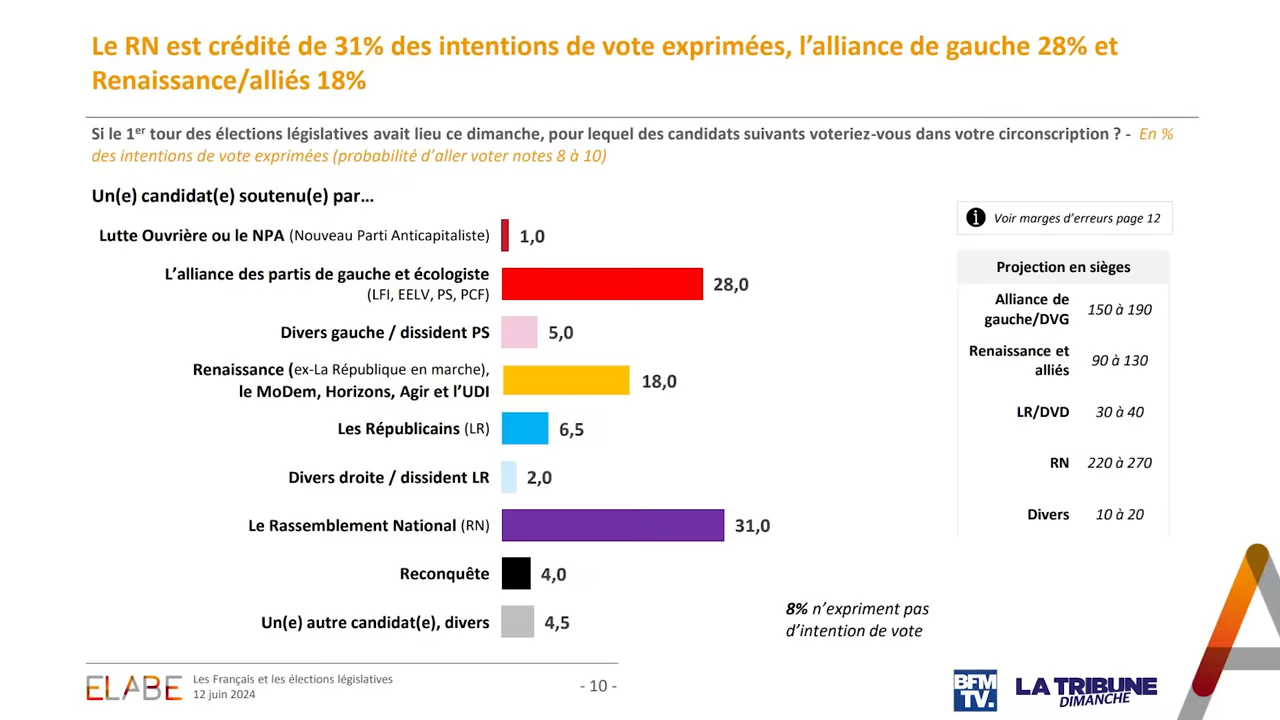 Le RN est crédité de 31% des intentions de vote exprimées, l’alliance de gauche 28% et
Renaissance/alliés 18%
Si le 1er tour des élections législatives avait lieu ce dimanche, pour lequel des candidats suivants voteriez-vous dans votre circonscription ? - En %
des intentions de vote exprimées (probabilité d’aller voter notes 8 à 10)
Un(e) candidat(e) soutenu(e) par…
Lutte Ouvrière ou le NPA (Nouveau Parti Anticapitaliste) 1,0
L’alliance des partis de gauche et écologiste
(LFI, EELV, PS, PCF) 28,0
Divers gauche / dissident PS 5,0
Renaissance (ex-La République en marche),
le MoDem, Horizons, Agir et l’UDI 18,0
Les Républicains (LR) 6,5
Divers droite / dissident LR 2,0
Le Rassemblement National (RN) 31,0
Reconquête 4,0
Un(e) autre candidat(e), divers 4,5
8% n’expriment pas
d’intention de vote
Voir marges d’erreurs page 12
Projection en sièges
Alliance de
gauche/DVG 150 à 190
Renaissance et
alliés 90 à 130
LR/DVD 30 à 40
RN 220 à 270
Divers 10 à 20
ELABE
Les Français et les élections législatives
12 juin 2024
- 10 -
BFM
TV.
LA TRIBUNE
DIMANCHE